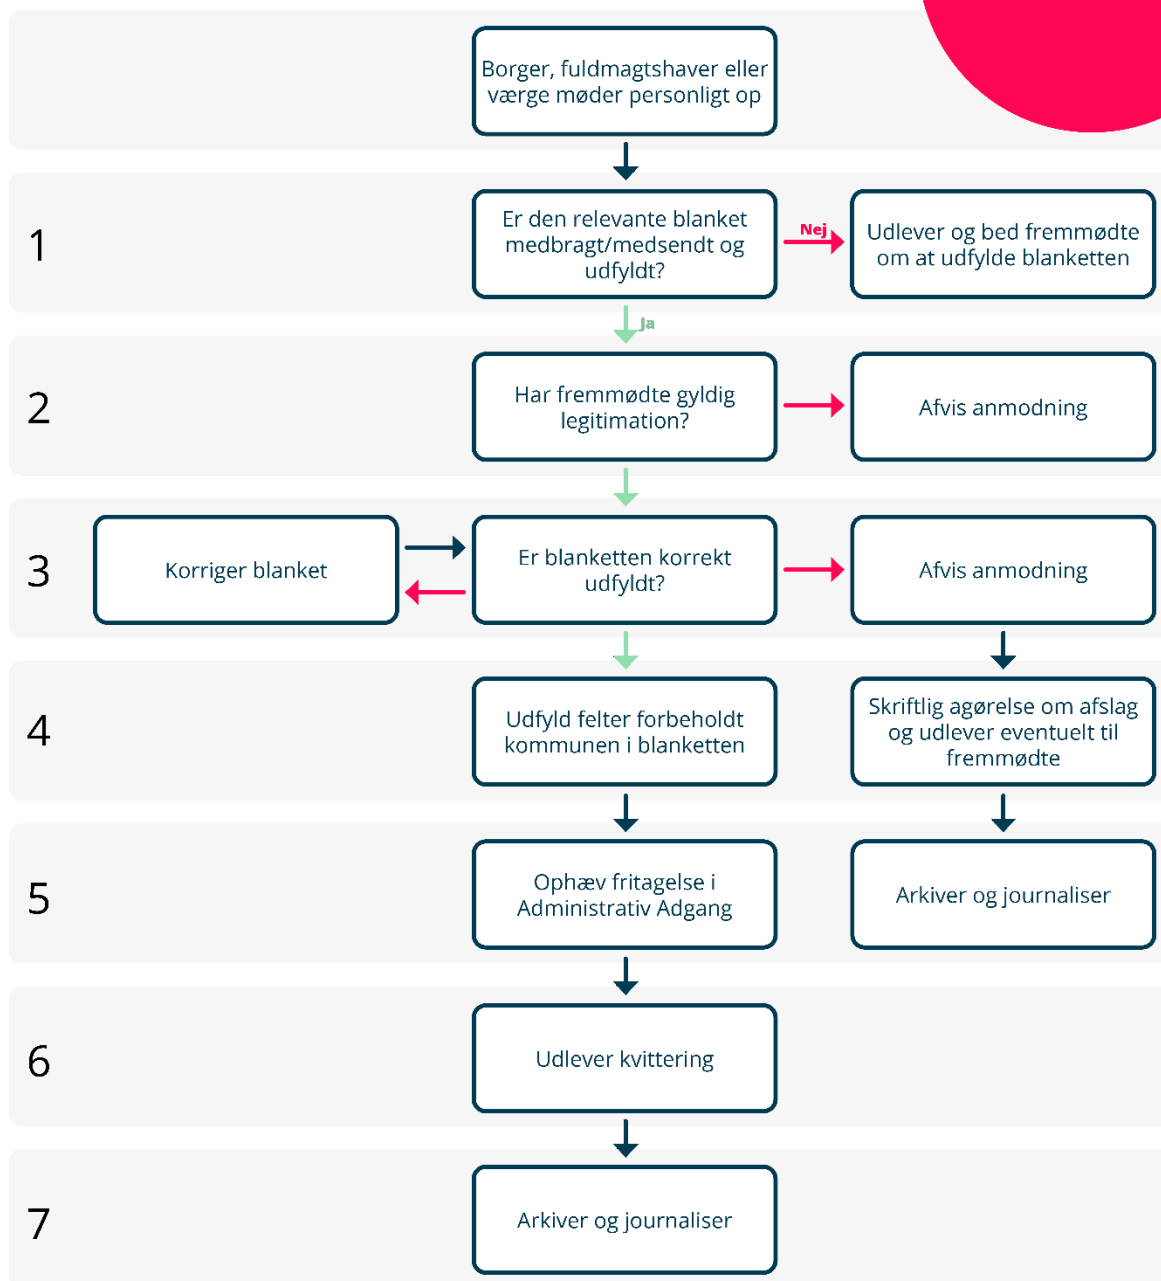 Borger, fuldmagtshaver eller
værge møder personligt op
1
Er den relevante blanket
medbragt/medsendt og
udfyldt?
Nej
Udlever og bed fremmødte
om at udfylde blanketten
Ja
2
Har fremmødte gyldig
legitimation?
Afvis anmodning
3
Korriger blanket
Er blanketten korrekt
udfyldt?
Afvis anmodning
4
Udfyld felter forbeholdt
kommunen i blanketten
Skriftlig agørelse om afslag
og udlever eventuelt til
fremmødte
5
Ophæv fritagelse i
Administrativ Adgang
Arkiver og journaliser
6
Udlever kvittering
7
Arkiver og journaliser